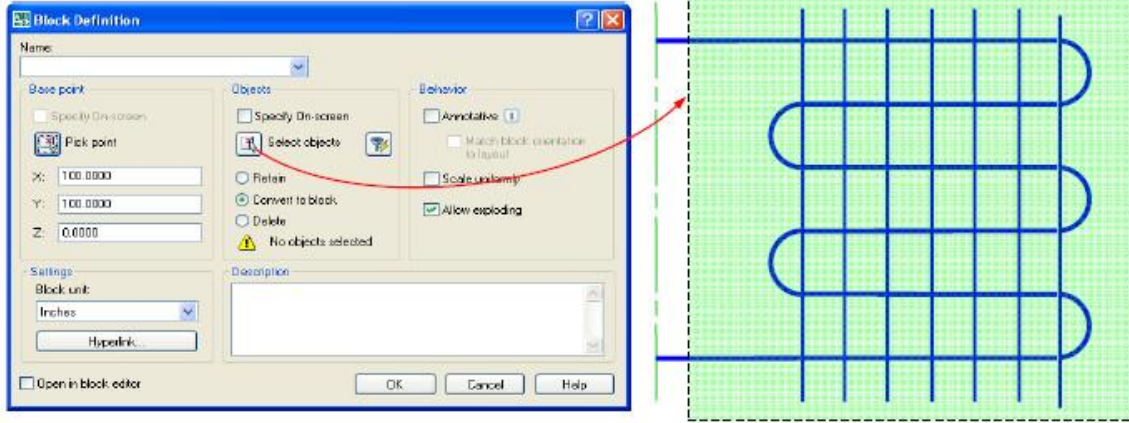 Block Definition
Name:
Base point
Specify On-screen
Pick point
X: 100.0000
Y: 100.0000
Z: 0.0000
Objects
Specify On-screen
Select objects
Retain
Convert to block
Delete
No objects selected
Behavior
Annotative
Match block orientation
to layout
Scale uniformly
Allow exploding
Settings
Block unit:
Inches
Hyperlink...
Description
Open in block editor
OK
Cancel
Help